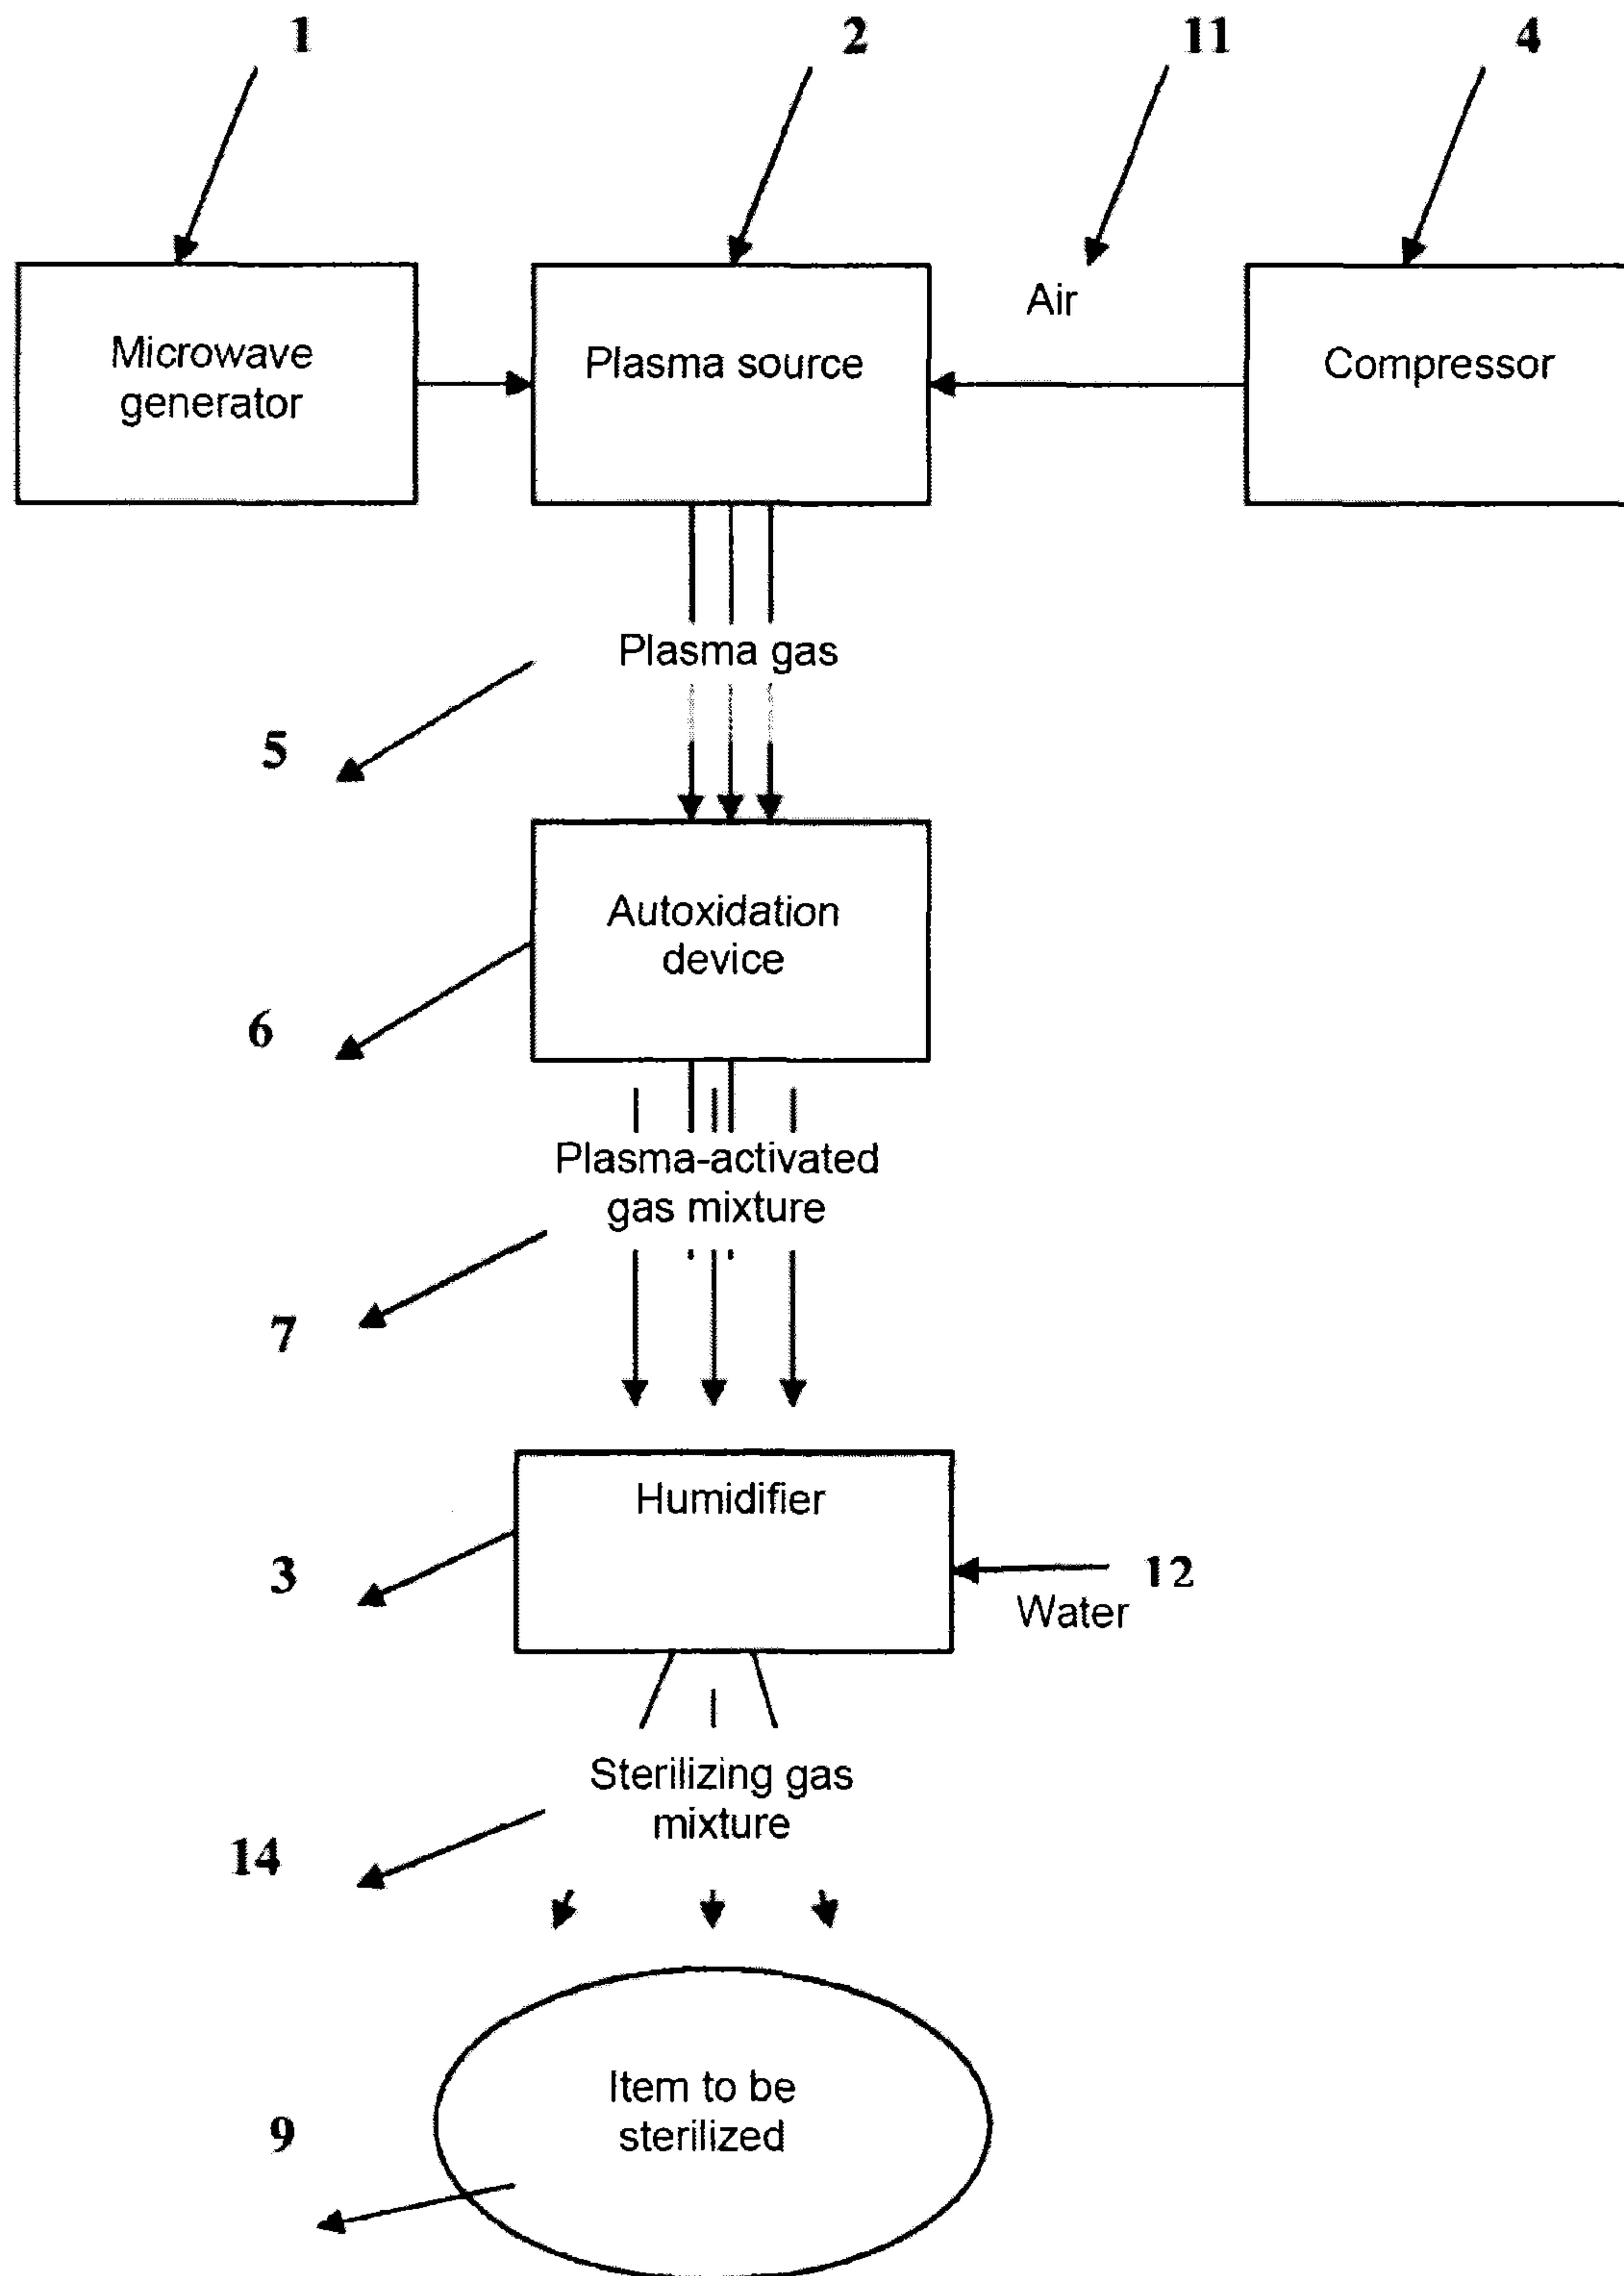 1
2
11
4
Air
Microwave
generator
Plasma source
Compressor
Plasma gas
5
Autoxidation
device
6
Plasma-activated
gas mixture
7
Humidifier
3
12
Water
Sterilizing gas
mixture
14
Item to be
sterilized
9